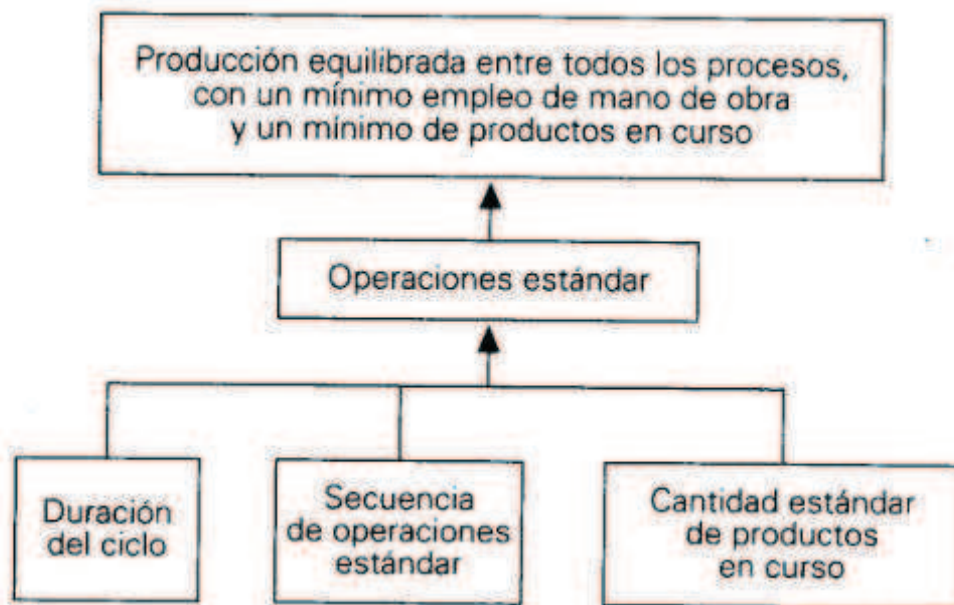 Producción equilibrada entre todos los procesos,
con un mínimo empleo de mano de obra
y un mínimo de productos en curso
Operaciones estándar
Duración
del ciclo
Secuencia
de operaciones
estándar
Cantidad estándar
de productos
en curso